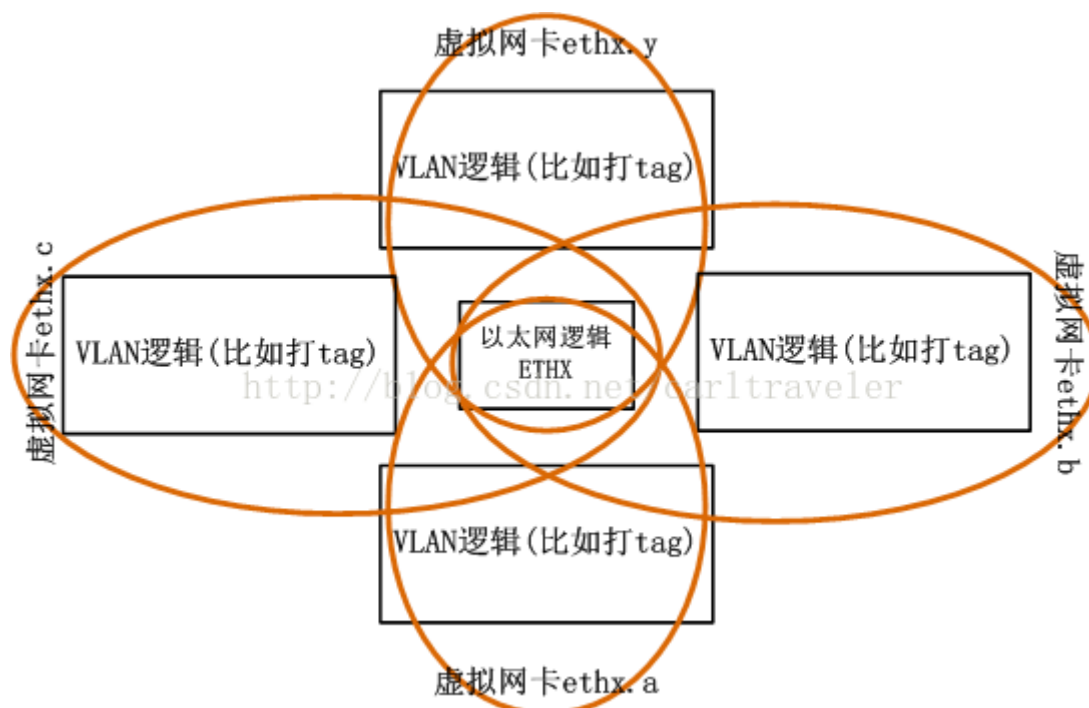 虚拟网卡ethx.y
VLAN逻辑(比如打tag)
虚拟网卡ethx.c
VLAN逻辑(比如打tag)
以太网逻辑
ETHX
VLAN逻辑(比如打tag)
虚拟网卡ethx.b
http://blog.csdn.net/carltraveler
VLAN逻辑(比如打tag)
虚拟网卡ethx.a